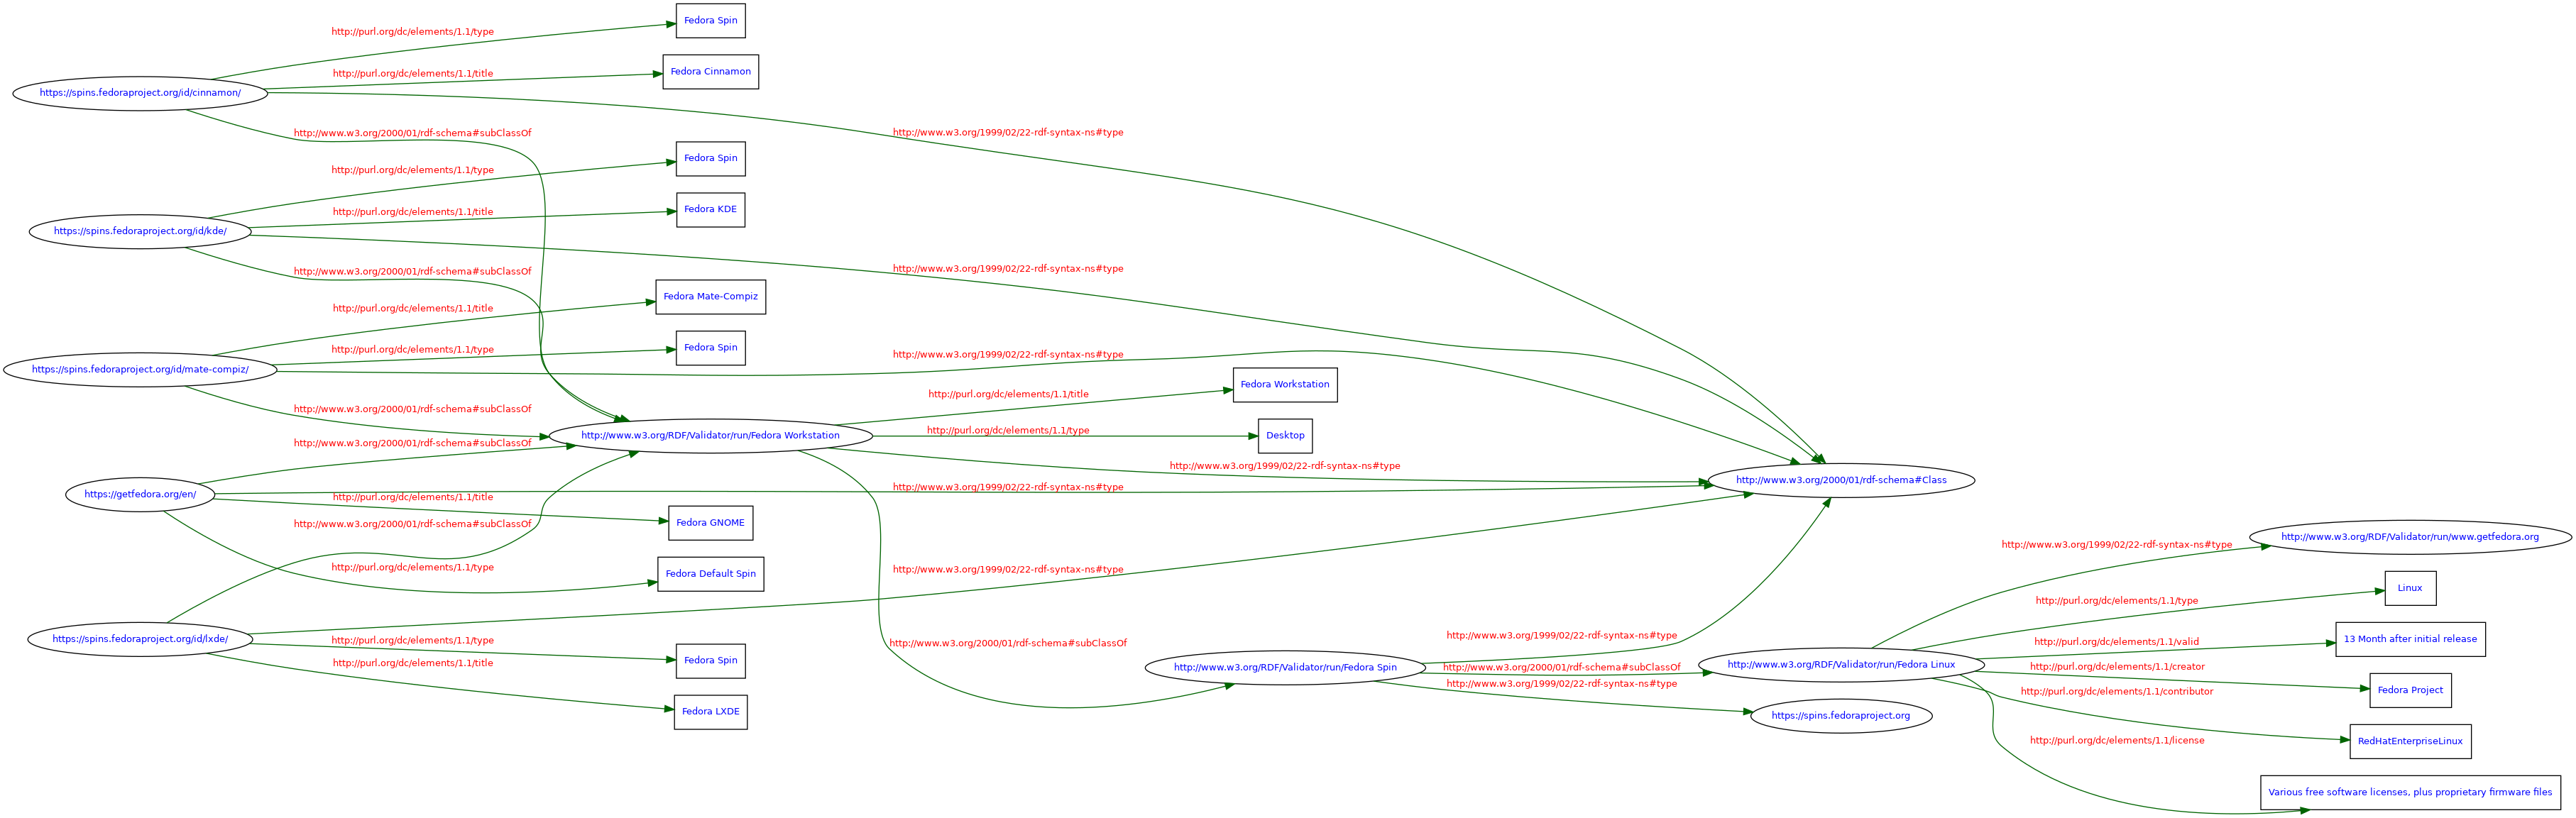 Fedora Spin
http://purl.org/dc/elements/1.1/type
Fedora Cinnamon
http://purl.org/dc/elements/1.1/title
https://spins.fedoraproject.org/id/cinnamon/
http://www.w3.org/2000/01/rdf-schema#subClassOf
http://www.w3.org/1999/02/22-rdf-syntax-ns#type
Fedora Spin
http://purl.org/dc/elements/1.1/type
Fedora KDE
http://purl.org/dc/elements/1.1/title
https://spins.fedoraproject.org/id/kde/
http://www.w3.org/2000/01/rdf-schema#subClassOf
http://www.w3.org/1999/02/22-rdf-syntax-ns#type
Fedora Mate-Compiz
http://purl.org/dc/elements/1.1/title
Fedora Spin
http://purl.org/dc/elements/1.1/type
http://www.w3.org/1999/02/22-rdf-syntax-ns#type
https://spins.fedoraproject.org/id/mate-compiz/
http://www.w3.org/2000/01/rdf-schema#subClassOf
Fedora Workstation
http://purl.org/dc/elements/1.1/title
http://www.w3.org/RDF/Validator/run/Fedora Workstation
http://purl.org/dc/elements/1.1/type
Desktop
http://www.w3.org/2000/01/rdf-schema#subClassOf
http://www.w3.org/1999/02/22-rdf-syntax-ns#type
http://www.w3.org/2000/01/rdf-schema#Class
https://getfedora.org/en/
http://purl.org/dc/elements/1.1/title
http://www.w3.org/1999/02/22-rdf-syntax-ns#type
Fedora GNOME
http://www.w3.org/2000/01/rdf-schema#subClassOf
http://purl.org/dc/elements/1.1/type
Fedora Default Spin
http://www.w3.org/1999/02/22-rdf-syntax-ns#type
https://spins.fedoraproject.org/id/lxde/
http://purl.org/dc/elements/1.1/type
Fedora Spin
http://purl.org/dc/elements/1.1/title
Fedora LXDE
http://www.w3.org/2000/01/rdf-schema#subClassOf
http://www.w3.org/RDF/Validator/run/Fedora Spin
http://www.w3.org/1999/02/22-rdf-syntax-ns#type
http://www.w3.org/2000/01/rdf-schema#subClassOf
http://www.w3.org/1999/02/22-rdf-syntax-ns#type
http://www.w3.org/RDF/Validator/run/Fedora Linux
https://spins.fedoraproject.org
http://www.w3.org/1999/02/22-rdf-syntax-ns#type
http://www.w3.org/RDF/Validator/run/www.getfedora.org
http://purl.org/dc/elements/1.1/type
Linux
http://purl.org/dc/elements/1.1/valid
13 Month after initial release
http://purl.org/dc/elements/1.1/creator
Fedora Project
http://purl.org/dc/elements/1.1/contributor
RedHatEnterpriseLinux
http://purl.org/dc/elements/1.1/license
Various free software licenses, plus proprietary firmware files